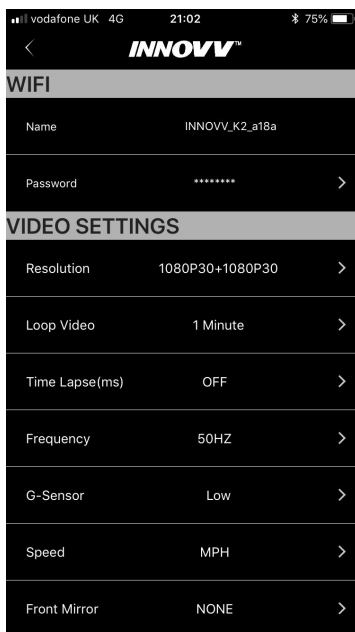 vodafone UK 4G 21:02 75%
INNOVV™
WIFI
Name INNOVV_K2_a18a
Password ********
VIDEO SETTINGS
Resolution 1080P30+1080P30
Loop Video 1 Minute
Time Lapse(ms) OFF
Frequency 50HZ
G-Sensor Low
Speed MPH
Front Mirror NONE